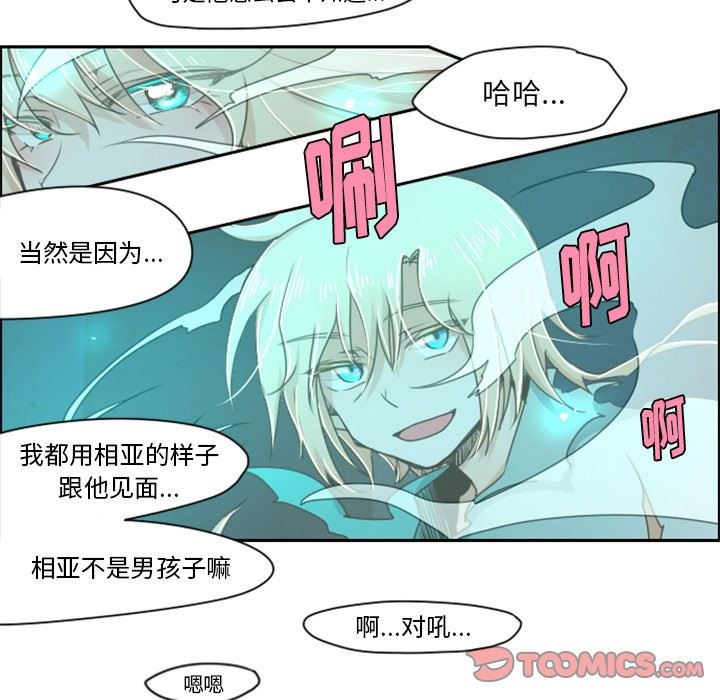 哈哈...
唰
啊
啊
当然是因为...
我都用相亚的样子
跟他见面...
相亚不是男孩子嘛
啊...对吼...
嗯嗯
DTOOMICS.COM